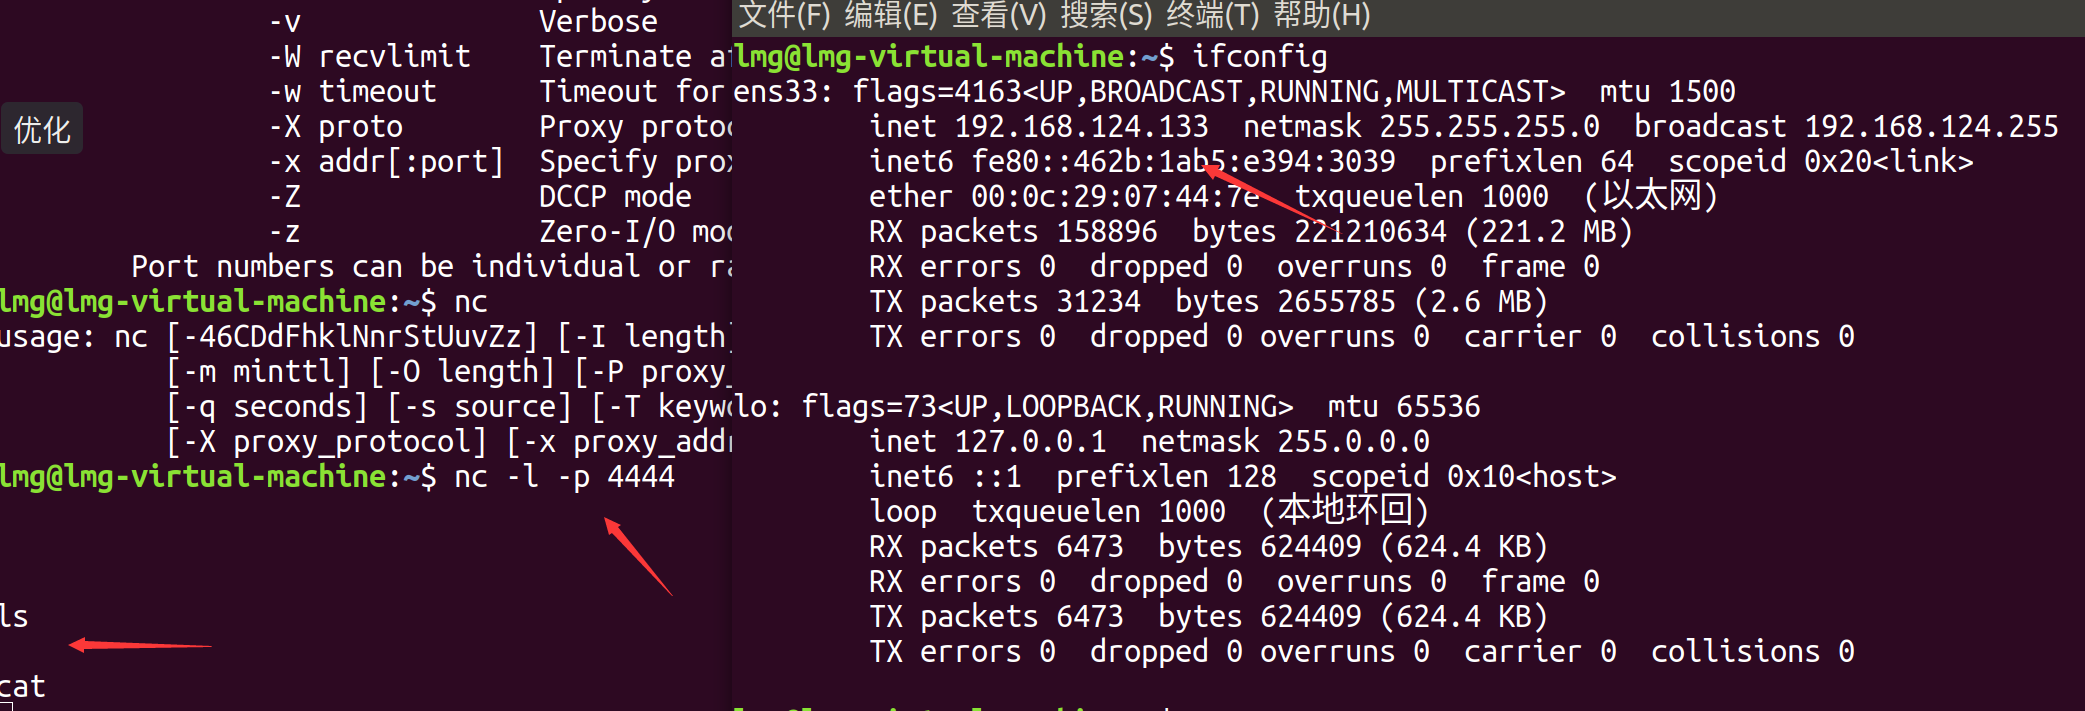 -v Verbose
-W recvlimit Terminate af
-w timeout Timeout for
-X proto Proxy protoc
-x addr[:port] Specify prox
-Z DCCP mode
-z Zero-I/O mod
Port numbers can be individual or ra
lmg@lmg-virtual-machine:~$ nc
usage: nc [-46CDdFhklNnrStUuvZz] [-I length]
[-m minttl] [-O length] [-P proxy_
[-q seconds] [-s source] [-T keywo
[-X proxy_protocol] [-x proxy_addr
lmg@lmg-virtual-machine:~$ nc -l -p 4444
ls
cat
优化
文件(F) 编辑(E) 查看(V) 搜索(S) 终端(T) 帮助(H)
lmg@lmg-virtual-machine:~$ ifconfig
ens33: flags=4163<UP,BROADCAST,RUNNING,MULTICAST> mtu 1500
inet 192.168.124.133 netmask 255.255.255.0 broadcast 192.168.124.255
inet6 fe80::462b:1ab5:e394:3039 prefixlen 64 scopeid 0x20<link>
ether 00:0c:29:07:44:7e txqueuelen 1000 (以太网)
RX packets 158896 bytes 221210634 (221.2 MB)
RX errors 0 dropped 0 overruns 0 frame 0
TX packets 31234 bytes 2655785 (2.6 MB)
TX errors 0 dropped 0 overruns 0 carrier 0 collisions 0
lo: flags=73<UP,LOOPBACK,RUNNING> mtu 65536
inet 127.0.0.1 netmask 255.0.0.0
inet6 ::1 prefixlen 128 scopeid 0x10<host>
loop txqueuelen 1000 (本地环回)
RX packets 6473 bytes 624409 (624.4 KB)
RX errors 0 dropped 0 overruns 0 frame 0
TX packets 6473 bytes 624409 (624.4 KB)
TX errors 0 dropped 0 overruns 0 carrier 0 collisions 0